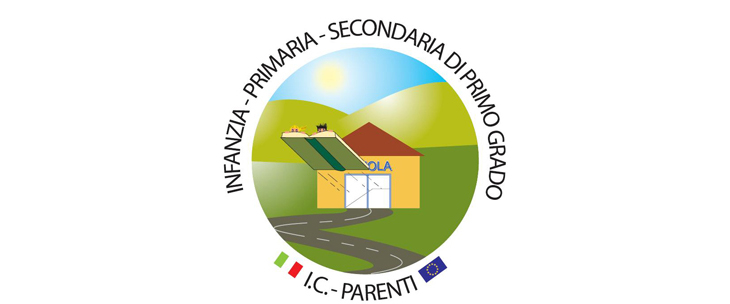 INFANZIA - PRIMARIA - SECONDARIA DI PRIMO GRADO
OLA
I.C. - PARENTI